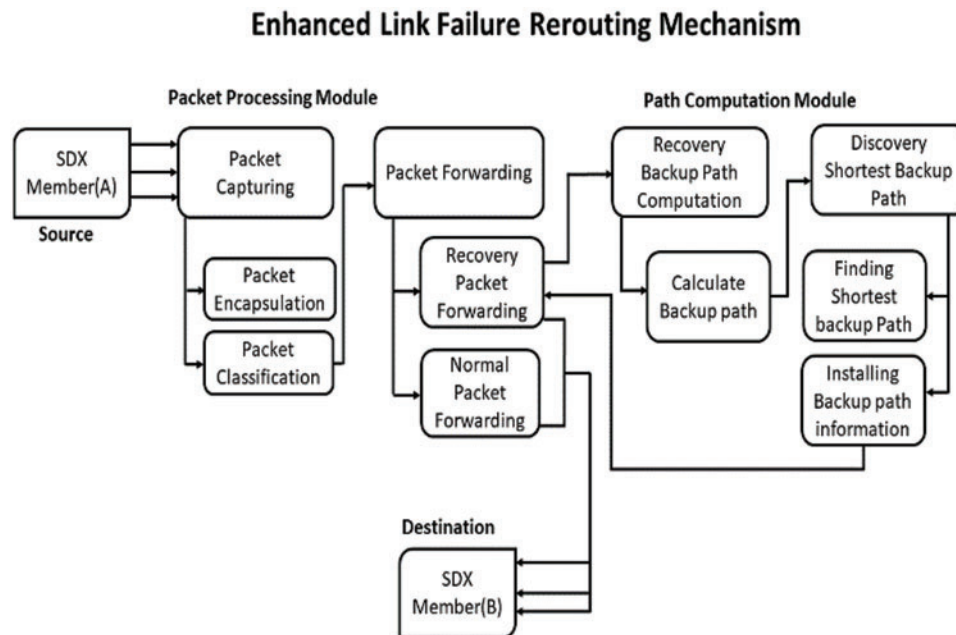 Enhanced Link Failure Rerouting Mechanism
Packet Processing Module
Path Computation Module
SDX
Member(A)
Source
Packet
Capturing
Packet
Encapsulation
Packet
Classification
Packet Forwarding
Recovery
Packet
Forwarding
Normal
Packet
Forwarding
Recovery
Backup Path
Computation
Calculate
Backup path
Discovery
Shortest Backup
Path
Finding
Shortest
backup Path
Installing
Backup path
information
Destination
SDX
Member(B)